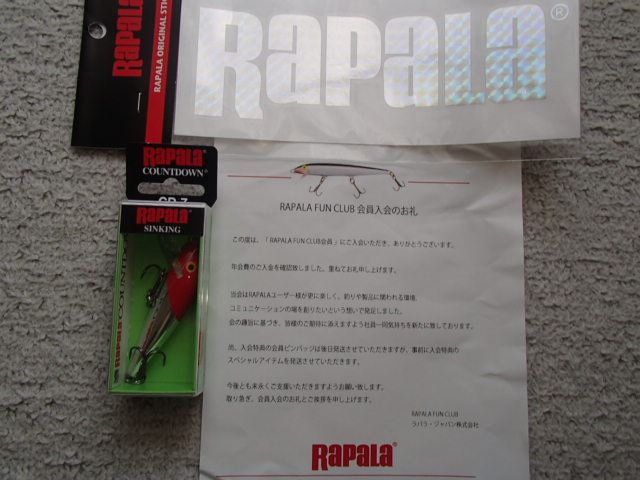 RAPALA
RAPALA ORIGINAL STIC
RAPALA®
RAPALA®
COUNTDOWN®
CD-7
RAPALA®
SINKING
RAPALA COUNTD
RAPALA FUN CLUB 会員入会のお礼
この度は、「 RAPALA FUN CLUB会員 」にご入会いただき、ありがとうございます。
年会費のご入金を確認致しました。重ねてお礼申し上げます。
当会はRAPALAユーザー様が更に楽しく、釣りや製品に関われる環境、
コミュニケーションの場を創りたいという想いで発足しました。
会の趣旨に基づき、皆様のご期待に添えますよう社員一同気持ちを新たに致しております。
尚、入会特典の会員ピンバッジは後日発送させていただきますが、事前に入会特典の
スペシャルアイテムを発送させていただきます。
今後とも末永くご支援いただきますようお願い致します。
取り急ぎ、会員入会のお礼とご挨拶を申し上げます。
RAPALA FUN CLUB
ラパラ・ジャパン株式会社
RAPALA®